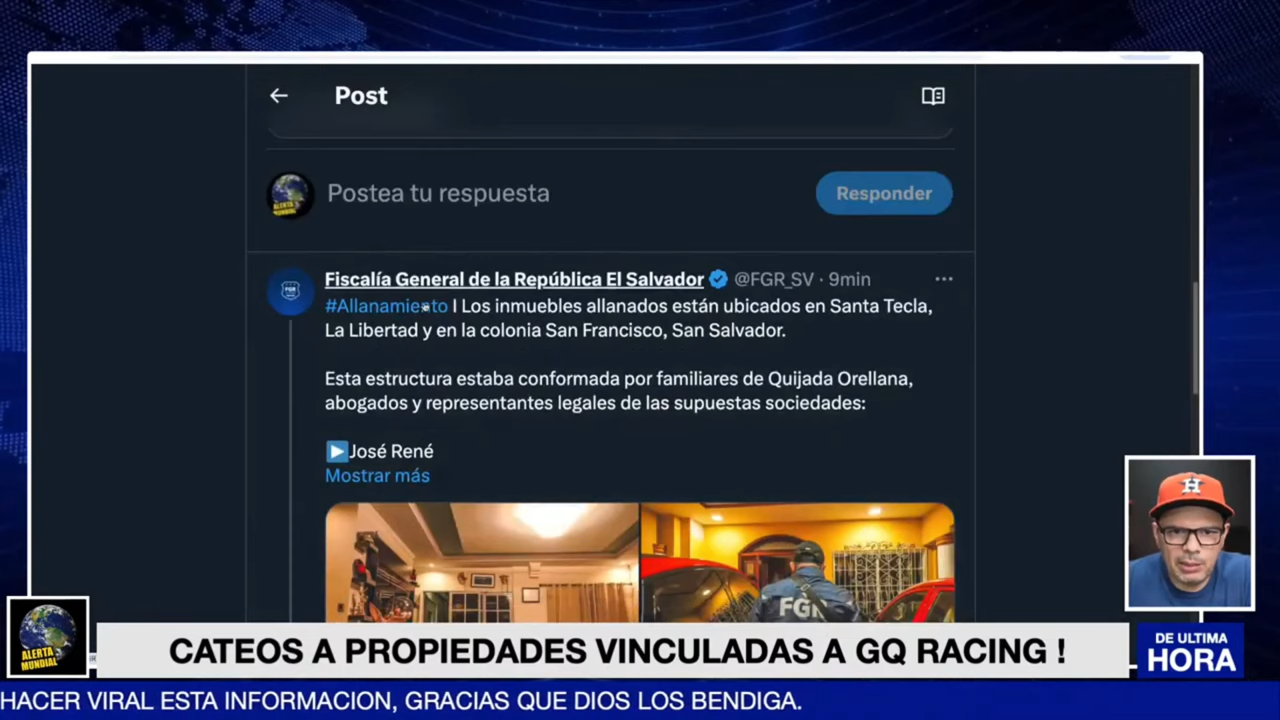 Post
Postea tu respuesta
Responder
Fiscalía General de la República El Salvador @FGR_SV · 9min
#Allanamiento | Los inmuebles allanados están ubicados en Santa Tecla,
La Libertad y en la colonia San Francisco, San Salvador.
Esta estructura estaba conformada por familiares de Quijada Orellana,
abogados y representantes legales de las supuestas sociedades:
José René
Mostrar más
FGR
H
ALERTA
MUNDIAL
CATEOS A PROPIEDADES VINCULADAS A GQ RACING !
DE ULTIMA
HORA
HACER VIRAL ESTA INFORMACION, GRACIAS QUE DIOS LOS BENDIGA.